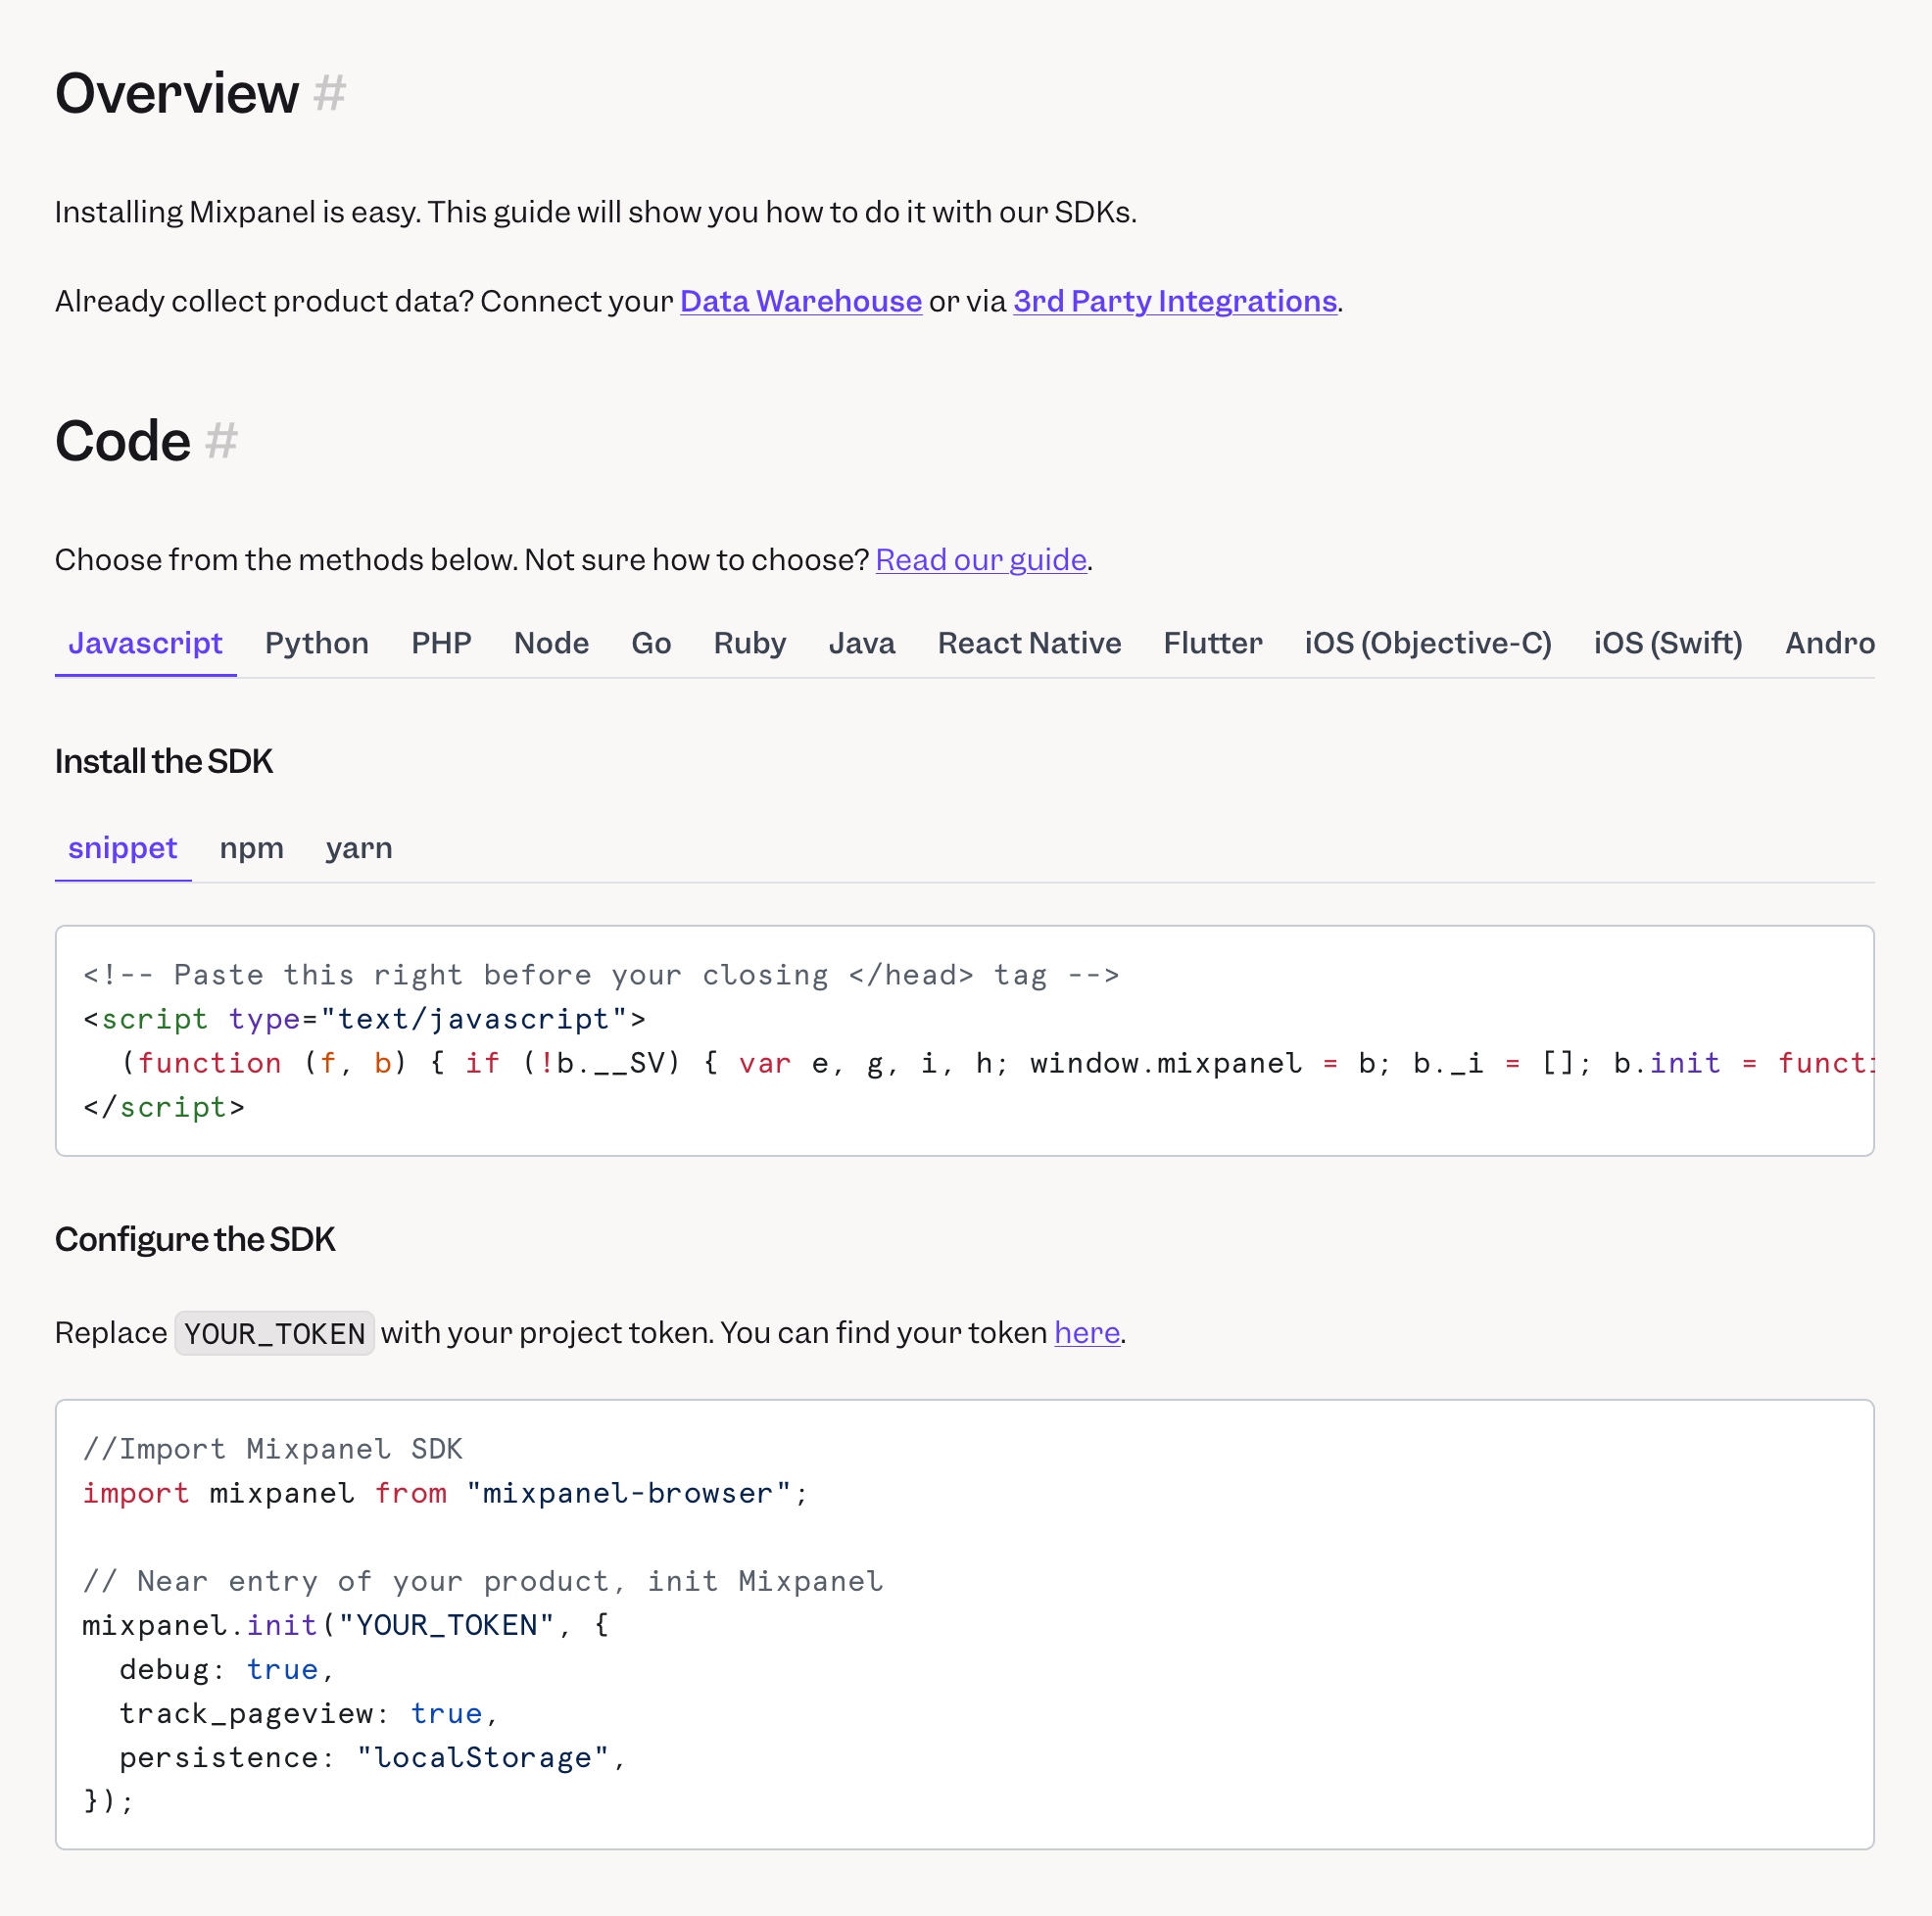 Overview #
Installing Mixpanel is easy. This guide will show you how to do it with our SDKs.
Already collect product data? Connect your Data Warehouse or via 3rd Party Integrations.
Code #
Choose from the methods below. Not sure how to choose? Read our guide.
Javascript Python PHP Node Go Ruby Java React Native Flutter iOS (Objective-C) iOS (Swift) Andro
Install the SDK
snippet npm yarn
<!-- Paste this right before your closing </head> tag -->
<script type="text/javascript">
  (function (f, b) { if (!b.__SV) { var e, g, i, h; window.mixpanel = b; b._i = []; b.init = functi
</script>
Configure the SDK
Replace YOUR_TOKEN with your project token. You can find your token here.
//Import Mixpanel SDK
import mixpanel from "mixpanel-browser";
// Near entry of your product, init Mixpanel
mixpanel.init("YOUR_TOKEN", {
  debug: true,
  track_pageview: true,
  persistence: "localStorage",
});